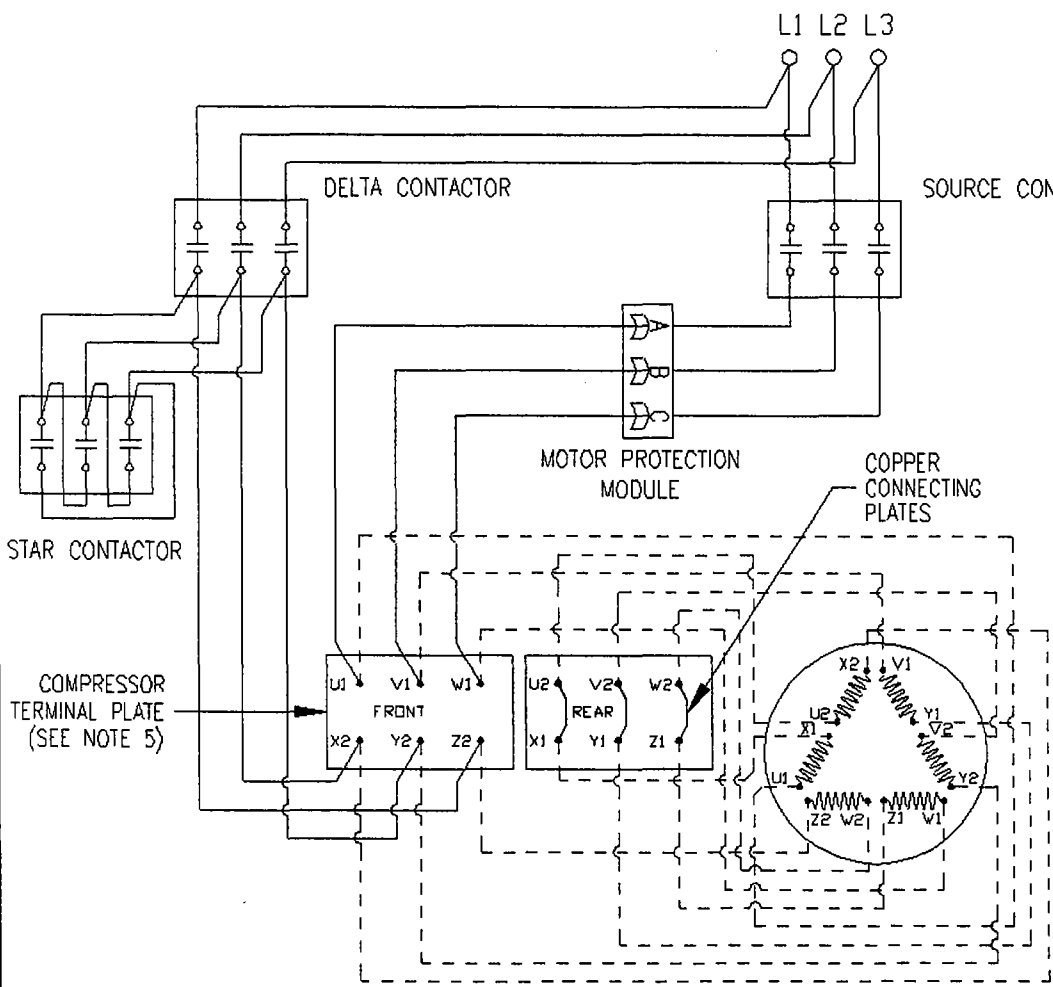 L1 L2 L3
DELTA CONTACTOR
SOURCE CON
A
B
C
MOTOR PROTECTION
MODULE
COPPER
CONNECTING
PLATES
STAR CONTACTOR
COMPRESSOR
TERMINAL PLATE
(SEE NOTE 5)
U1 V1 W1
FRONT
X2 Y2 Z2
U2 V2 W2
REAR
X1 Y1 Z1
X2 V1
U2 Y1
X1 V2
U1 Y2
Z2 W2 Z1 W1